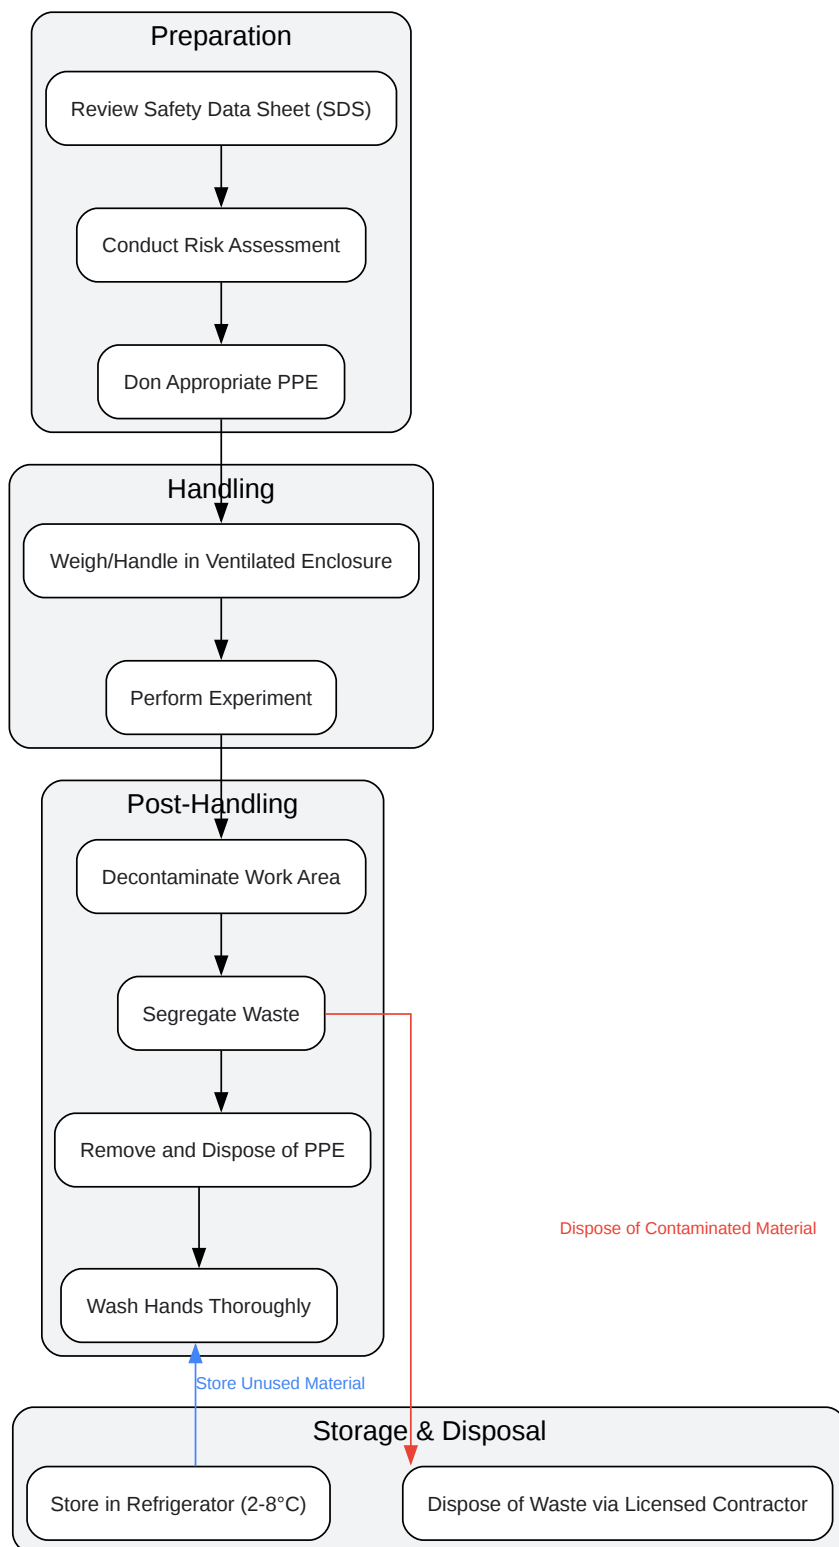 Preparation
Review Safety Data Sheet (SDS)
Conduct Risk Assessment
Don Appropriate PPE
Handling
Weigh/Handle in Ventilated Enclosure
Perform Experiment
Post-Handling
Decontaminate Work Area
Segregate Waste
Remove and Dispose of PPE
Dispose of Contaminated Material
Wash Hands Thoroughly
Store Unused Material
Storage & Disposal
Store in Refrigerator (2-8°C)
Dispose of Waste via Licensed Contractor